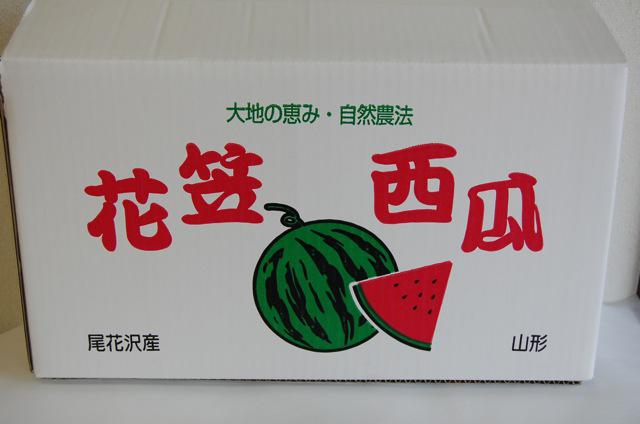 大地の恵み・自然農法
花笠西瓜
尾花沢産
山形